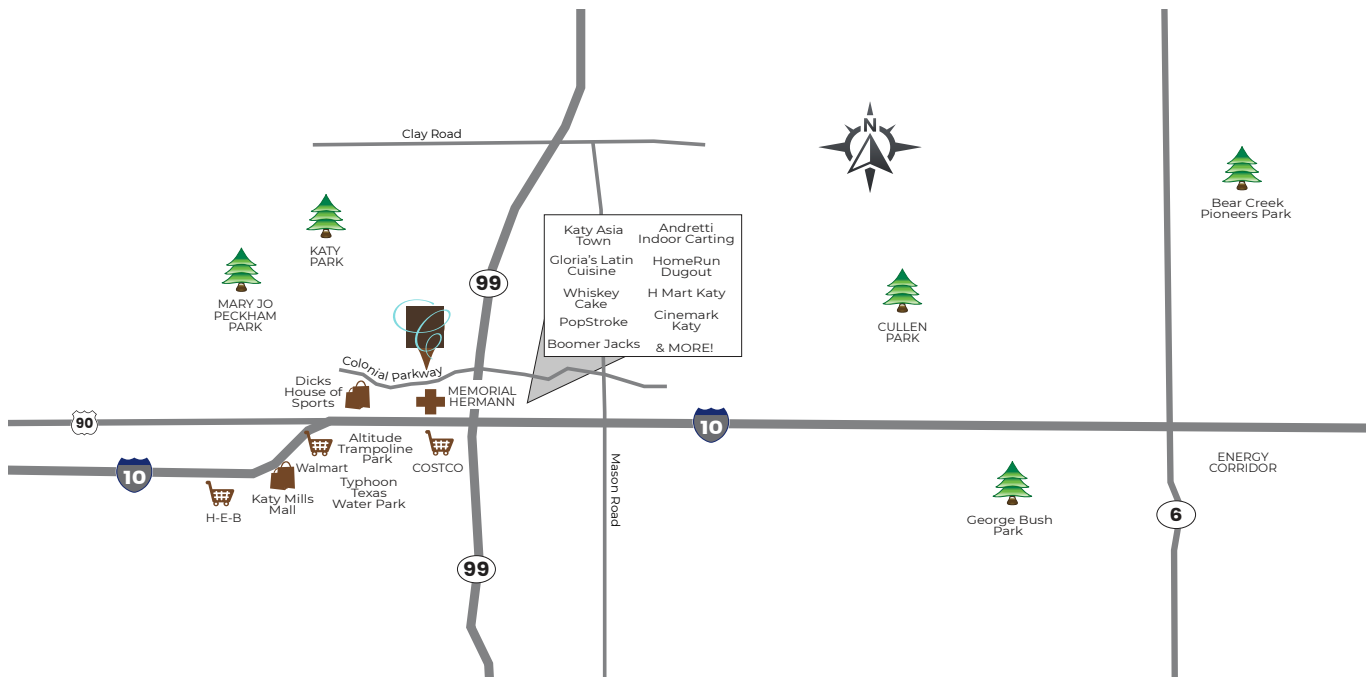 Clay Road
N
Bear Creek
Pioneers Park
KATY
PARK
MARY JO
PECKHAM
PARK
99
Katy Asia
Town
Gloria's Latin
Cuisine
Whiskey
Cake
PopStroke
Boomer Jacks
Andretti
Indoor Carting
HomeRun
Dugout
H Mart Katy
Cinemark
Katy
& MORE!
CULLEN
PARK
C
C
Colonial Parkway
Dicks
House of
Sports
MEMORIAL
HERMANN
90
10
10
Altitude
Trampoline
Park
Walmart
COSTCO
Typhoon
Texas
Water Park
Katy Mills
Mall
H-E-B
Mason Road
ENERGY
CORRIDOR
George Bush
Park
6
99